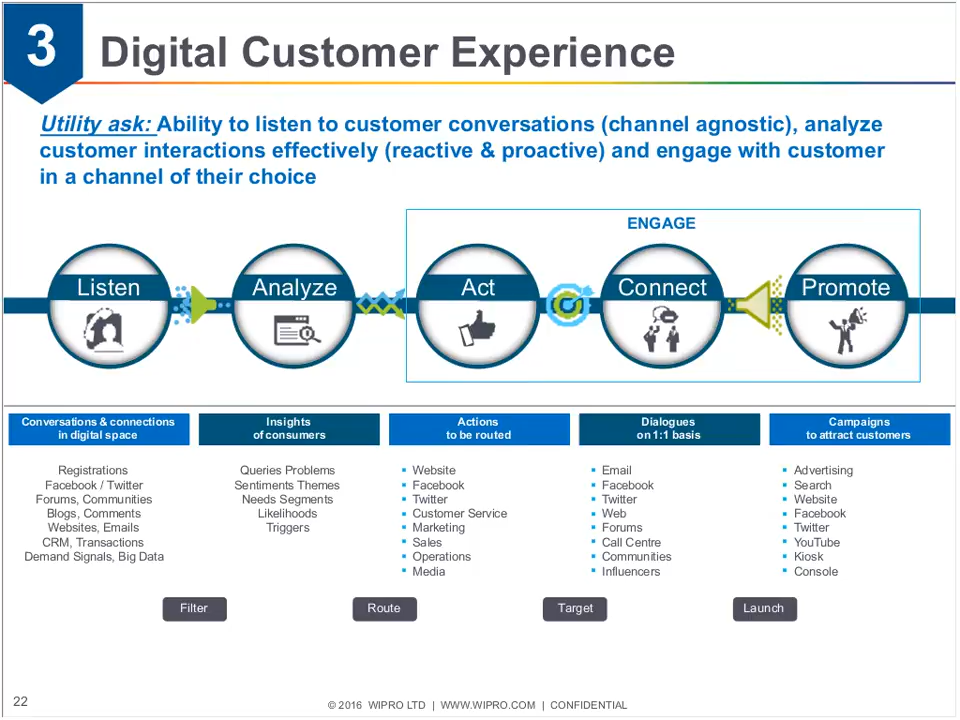 3
Digital Customer Experience
Utility ask: Ability to listen to customer conversations (channel agnostic), analyze
customer interactions effectively (reactive & proactive) and engage with customer
in a channel of their choice
ENGAGE
Listen
Analyze
Act
Connect
Promote
Conversations & connections
in digital space
Registrations
Facebook / Twitter
Forums, Communities
Blogs, Comments
Websites, Emails
CRM, Transactions
Demand Signals, Big Data
Insights
of consumers
Queries Problems
Sentiments Themes
Needs Segments
Likelihoods
Triggers
Actions
to be routed
▪ Website
▪ Facebook
▪ Twitter
▪ Customer Service
▪ Marketing
▪ Sales
▪ Operations
▪ Media
Dialogues
on 1:1 basis
▪ Email
▪ Facebook
▪ Twitter
▪ Web
▪ Forums
▪ Call Centre
▪ Communities
▪ Influencers
Campaigns
to attract customers
▪ Advertising
▪ Search
▪ Website
▪ Facebook
▪ Twitter
▪ YouTube
▪ Kiosk
▪ Console
Filter
Route
Target
Launch
22
© 2016 WIPRO LTD | WWW.WIPRO.COM | CONFIDENTIAL